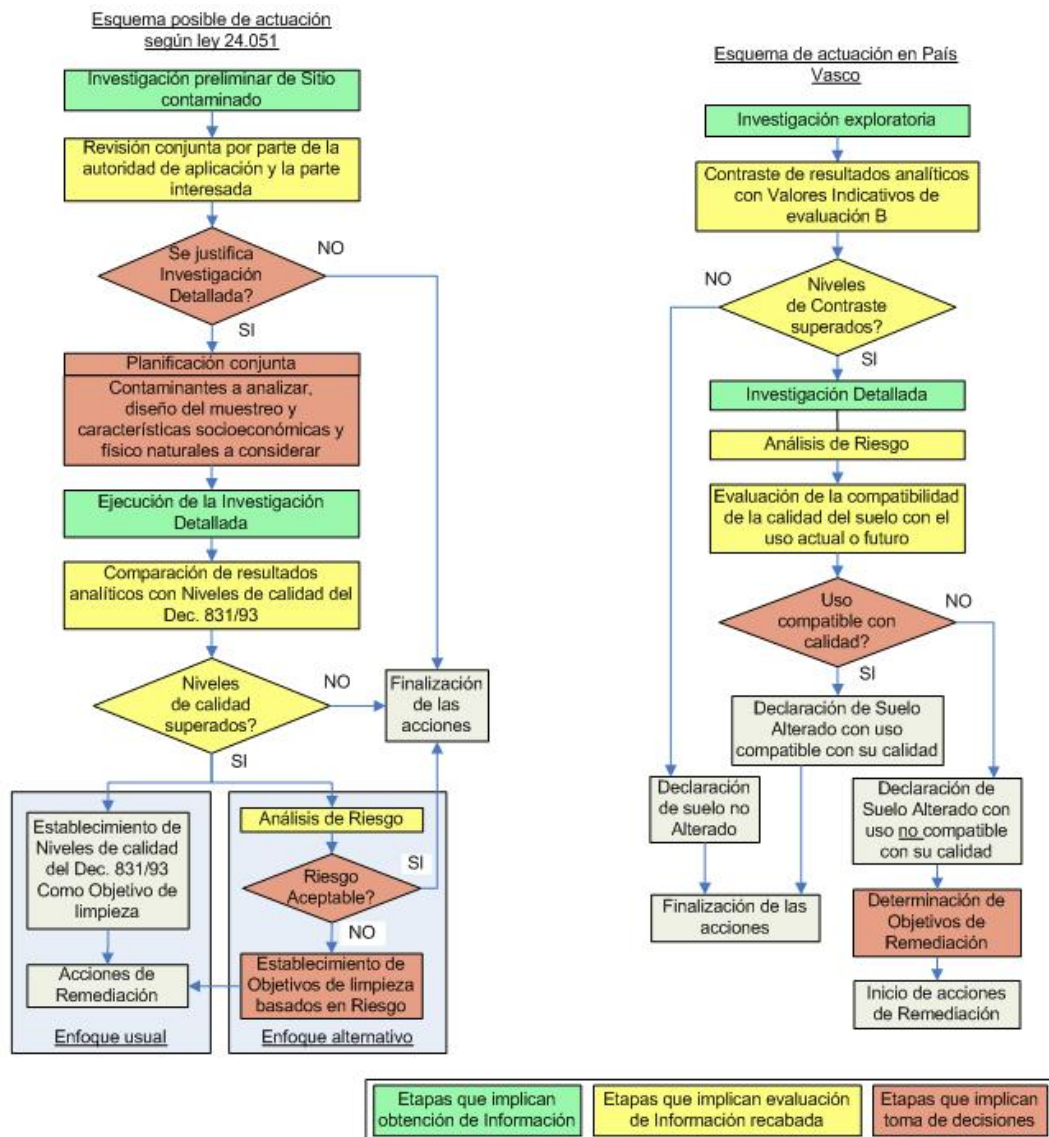 Esquema posible de actuación
según ley 24.051
Investigación preliminar de Sitio
contaminado
Revisión conjunta por parte de la
autoridad de aplicación y la parte
interesada
Se justifica
Investigación
Detallada?
NO
SI
Planificación conjunta
Contaminantes a analizar,
diseño del muestreo y
características socioeconómicas y
físico naturales a considerar
Ejecución de la Investigación
Detallada
Comparación de resultados
analíticos con Niveles de calidad del
Dec. 831/93
Niveles
de calidad
superados?
NO
Finalización
de las
acciones
SI
Establecimiento de
Niveles de calidad
del Dec. 831/93
Como Objetivo de
limpieza
Acciones de
Remediación
Enfoque usual
Análisis de Riesgo
SI
Riesgo
Aceptable?
NO
Establecimiento de
Objetivos de limpieza
basados en Riesgo
Enfoque alternativo
Esquema de actuación en País
Vasco
Investigación exploratoria
Contraste de resultados analíticos
con Valores Indicativos de
evaluación B
NO
Niveles
de Contraste
superados?
SI
Investigación Detallada
Análisis de Riesgo
Evaluación de la compatibilidad
de la calidad del suelo con el
uso actual o futuro
Uso
compatible con
calidad?
NO
SI
Declaración de Suelo
Alterado con uso
compatible con su calidad
Declaración
de suelo no
Alterado
Declaración de
Suelo Alterado con
uso no compatible
con su calidad
Finalización de las
acciones
Determinación de
Objetivos de
Remediación
Inicio de acciones
de Remediación
Etapas que implican
obtención de Información
Etapas que implican evaluación
de Información recabada
Etapas que implican
toma de decisiones